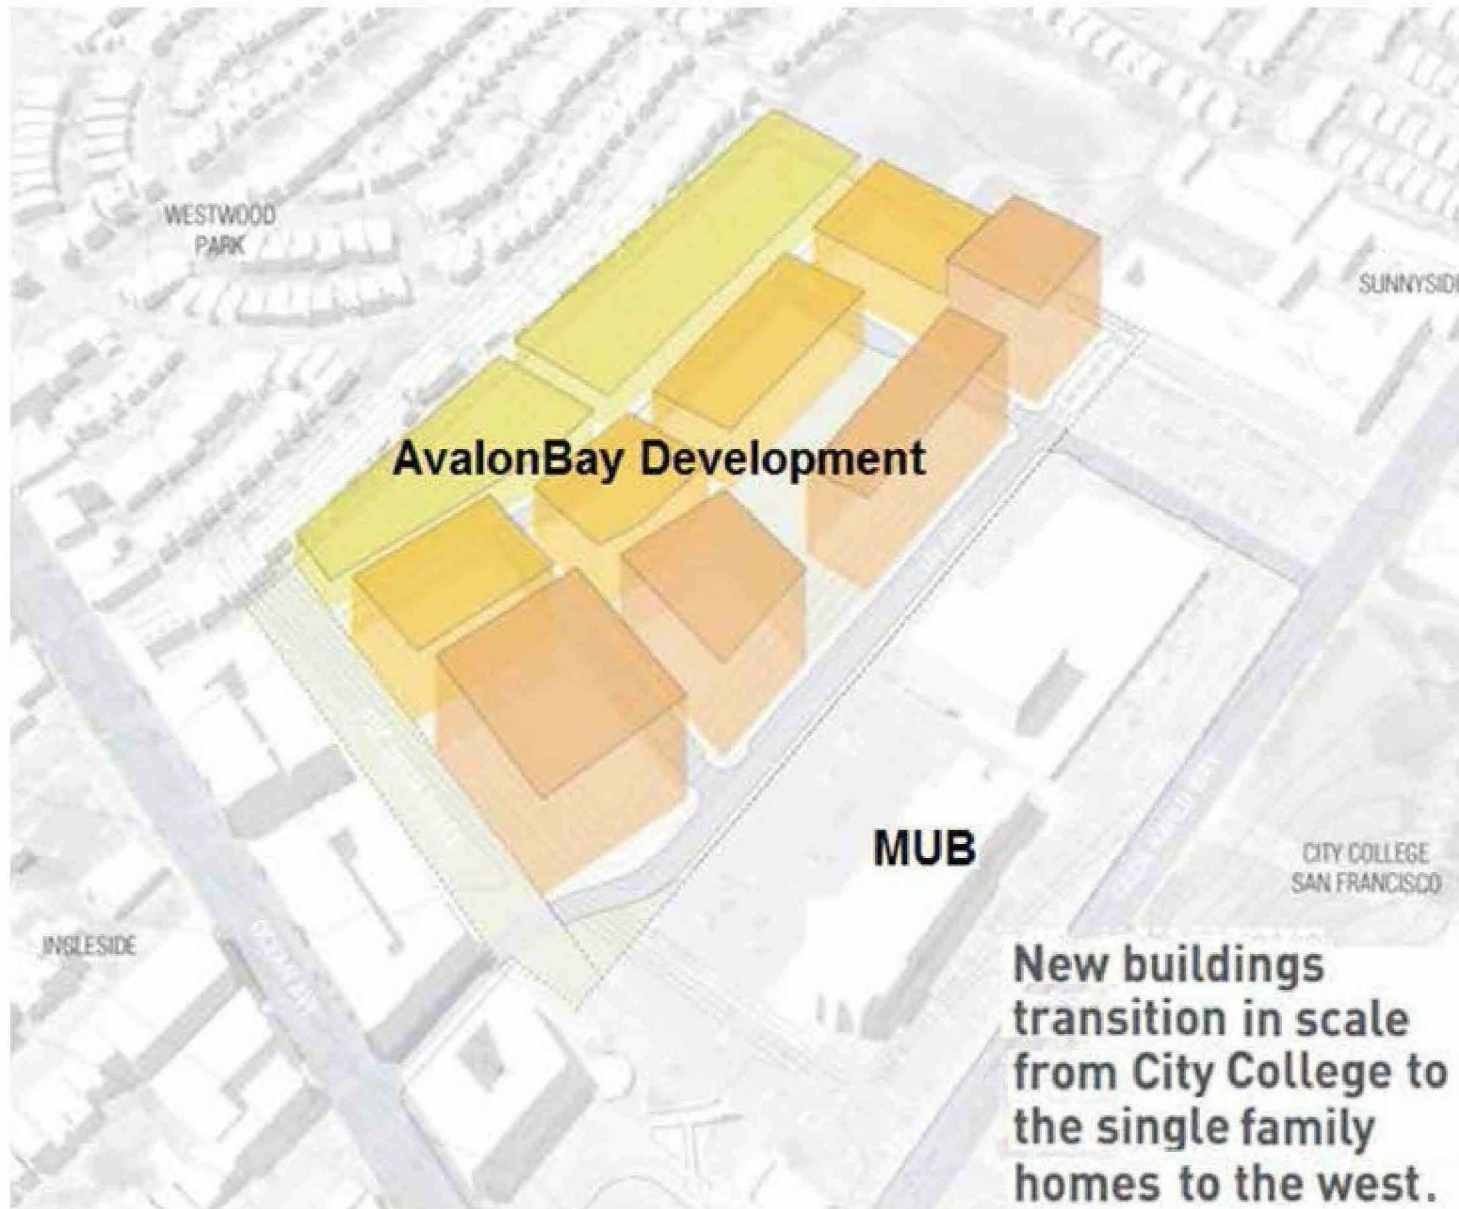 WESTWOOD
PARK
SUNNYSIDE
AvalonBay Development
MUB
CITY COLLEGE
SAN FRANCISCO
INGLESIDE
New buildings
transition in scale
from City College to
the single family
homes to the west.